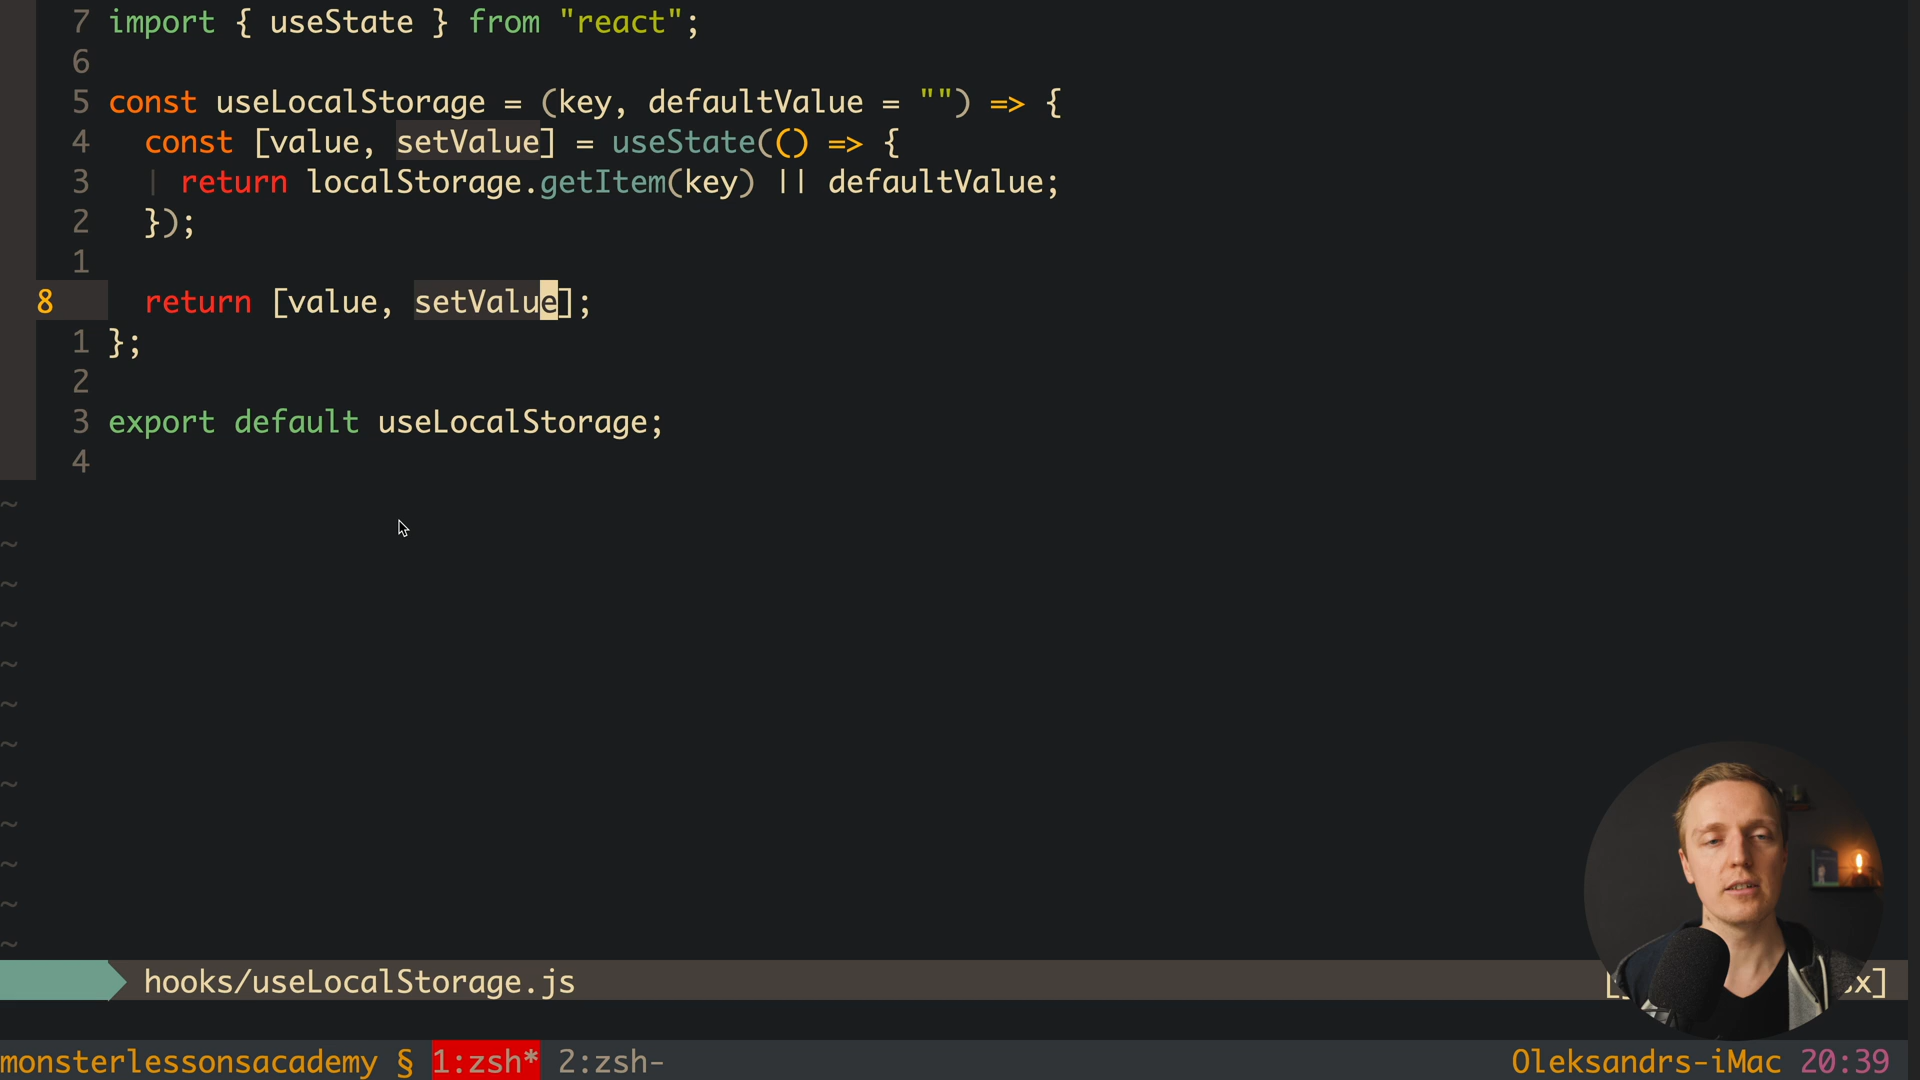 7 import { useState } from "react";
6
5 const useLocalStorage = (key, defaultValue = "") => {
4 const [value, setValue] = useState(() => {
3 | return localStorage.getItem(key) || defaultValue;
2 });
1
8 return [value, setValue];
1 };
2
3 export default useLocalStorage;
4
~
~
~
~
~
~
~
~
~
~
~
~
hooks/useLocalStorage.js [ x]
monsterlessonsacademy § 1:zsh* 2:zsh- Oleksandrs-iMac 20:39